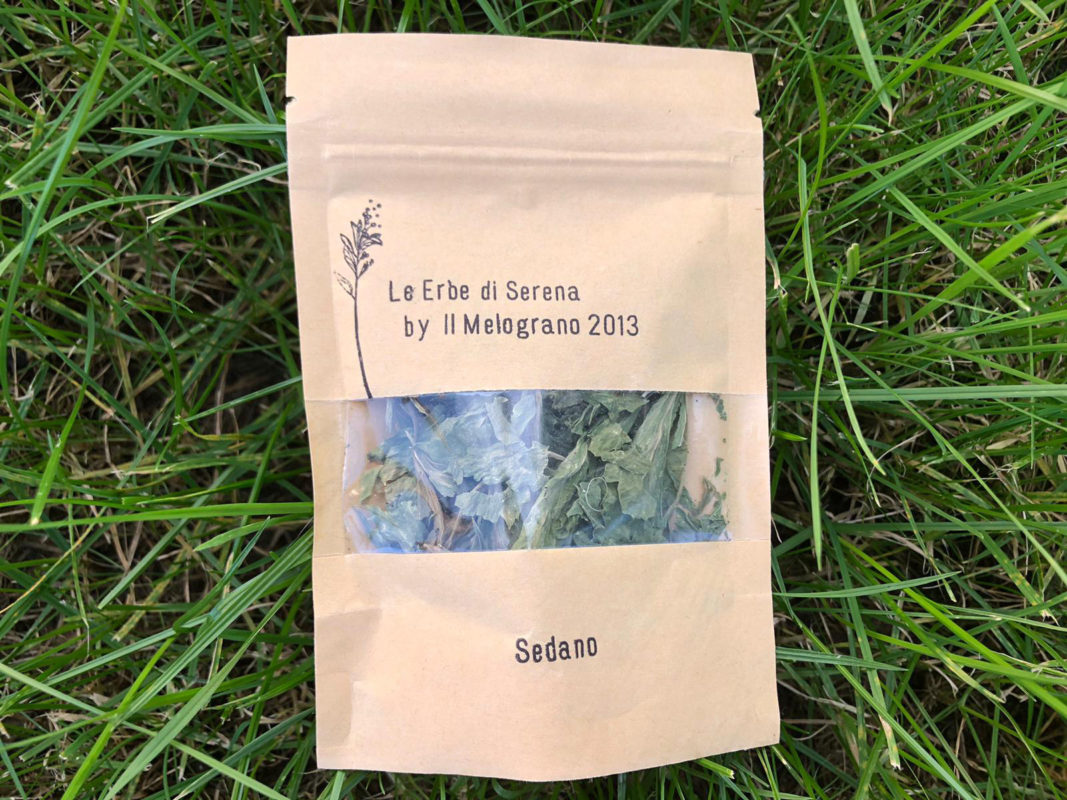 Le Erbe di Serena
by Il Melograno 2013
Sedano